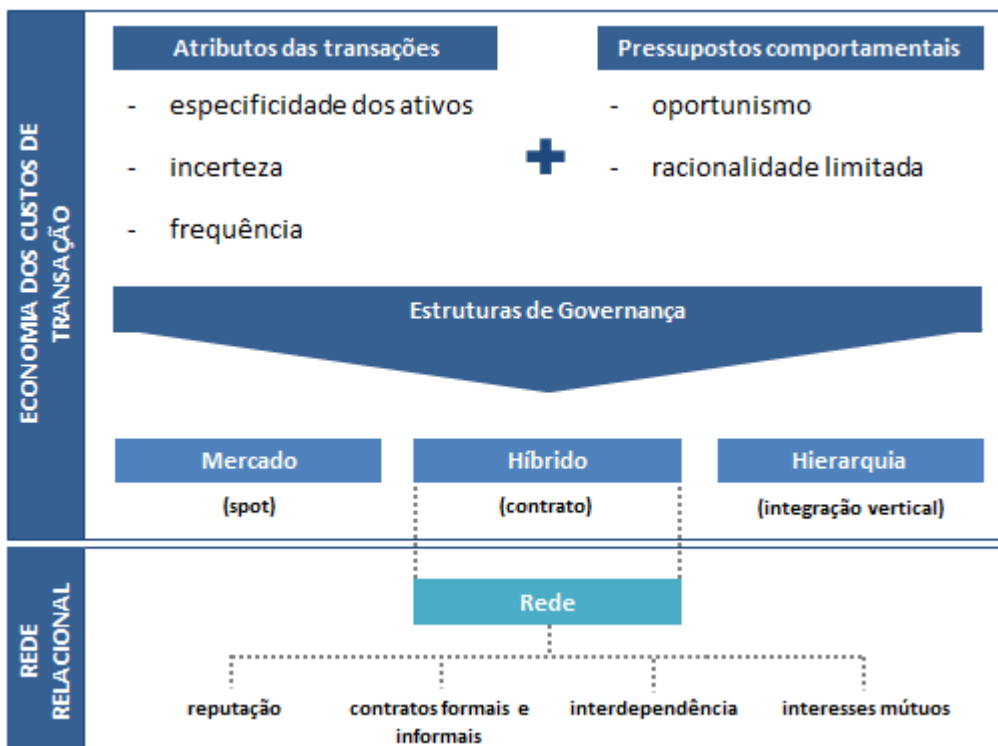 ECONOMIA DOS CUSTOS DE
TRANSAÇÃO
Atributos das transações
- especificidade dos ativos
- incerteza
- frequência
Pressupostos comportamentais
- oportunismo
- racionalidade limitada
Estruturas de Governança
Mercado
(spot)
Híbrido
(contrato)
Hierarquia
(integração vertical)
REDE
RELACIONAL
Rede
reputação
contratos formais e
informais
interdependência
interesses mútuos